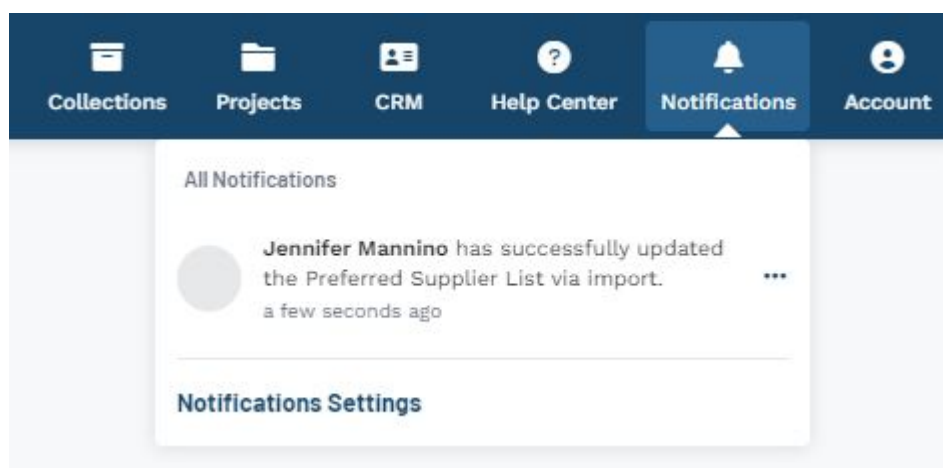 Collections Projects CRM Help Center Notifications Account
All Notifications
Jennifer Mannino has successfully updated
the Preferred Supplier List via import.
a few seconds ago
Notifications Settings